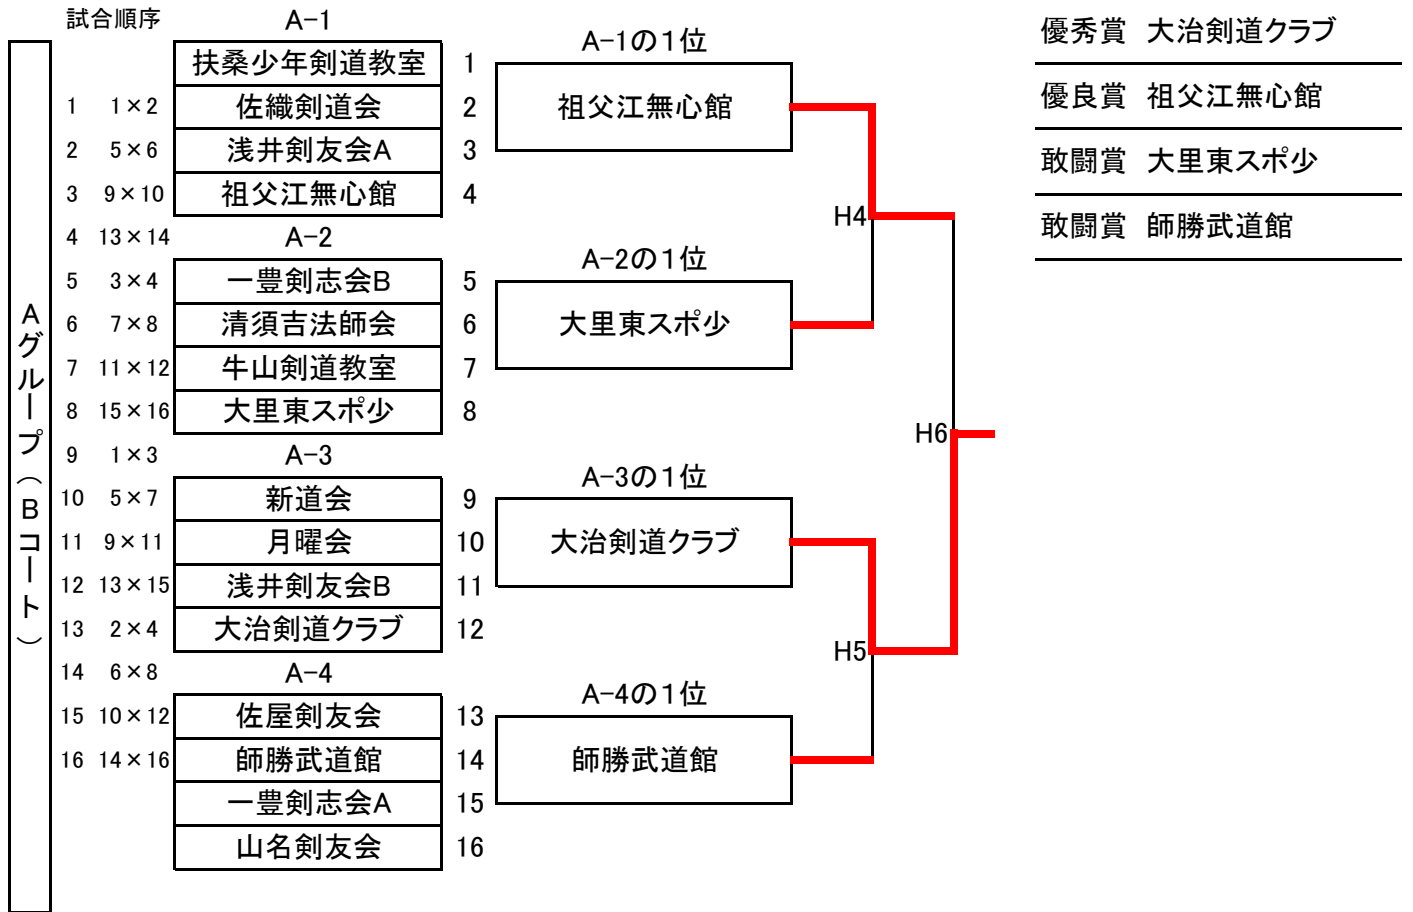 試合順序
A-1
A-1の1位
優秀賞 大治剣道クラブ
扶桑少年剣道教室 1
1 1×2 佐織剣道会 2
祖父江無心館
優良賞 祖父江無心館
2 5×6 浅井剣友会A 3
敢闘賞 大里東スポ少
3 9×10 祖父江無心館 4
H4
敢闘賞 師勝武道館
4 13×14 A-2
A-2の1位
5 3×4 一豊剣志会B 5
6 7×8 清須吉法師会 6
大里東スポ少
7 11×12 牛山剣道教室 7
8 15×16 大里東スポ少 8
H6
9 1×3 A-3
A-3の1位
10 5×7 新道会 9
11 9×11 月曜会 10
大治剣道クラブ
12 13×15 浅井剣友会B 11
13 2×4 大治剣道クラブ 12
H5
14 6×8 A-4
A-4の1位
15 10×12 佐屋剣友会 13
16 14×16 師勝武道館 14
師勝武道館
一豊剣志会A 15
山名剣友会 16
Aグループ(Bコート)